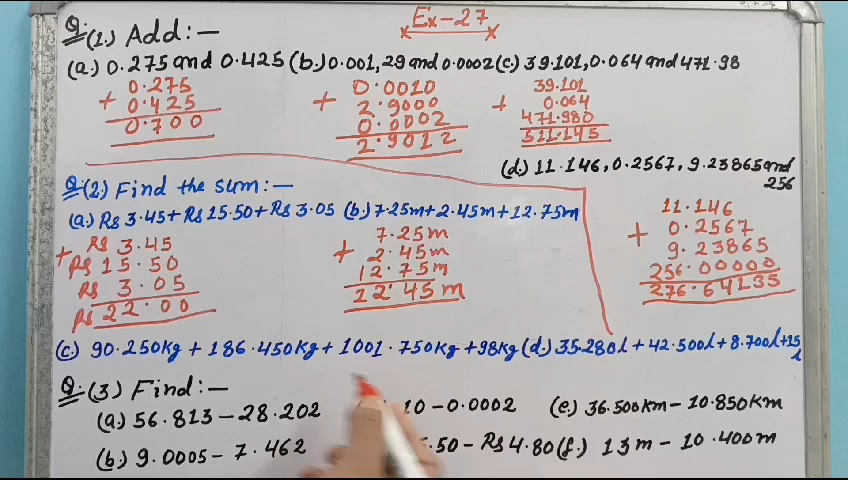 Ex-27
Q.(1.) Add:-
(a.) 0.275 and 0.425 (b.) 0.001, 29 and 0.0002 (c.) 39.101, 0.064 and 471.98
0.275
+ 0.425
0.700
0.0010
+ 2.9000
0.0002
2.9012
39.101
+ 0.064
471.980
511.145
(d.) 11.146, 0.2567, 9.23865 and
256
11.146
+ 0.2567
9.23865
256.00000
276.64135
Q.(2.) Find the sum:-
(a.) Rs 3.45 + Rs 15.50 + Rs 3.05 (b.) 7.25m + 2.45m + 12.75m
+ Rs 3.45
Rs 15.50
Rs 3.05
Rs 22.00
7.25m
+ 2.45m
12.75m
12.45m
(c.) 90.250kg + 186.450kg + 1001.750kg + 98kg (d.) 35.280l + 42.500l + 8.700l + 15
l
Q.(3) Find:-
(a.) 56.813 - 28.202
10 - 0.0002
(e.) 36.500km - 10.850km
(b.) 9.0005 - 7.462
.50 - Rs 4.80
(f.) 13m - 10.400m